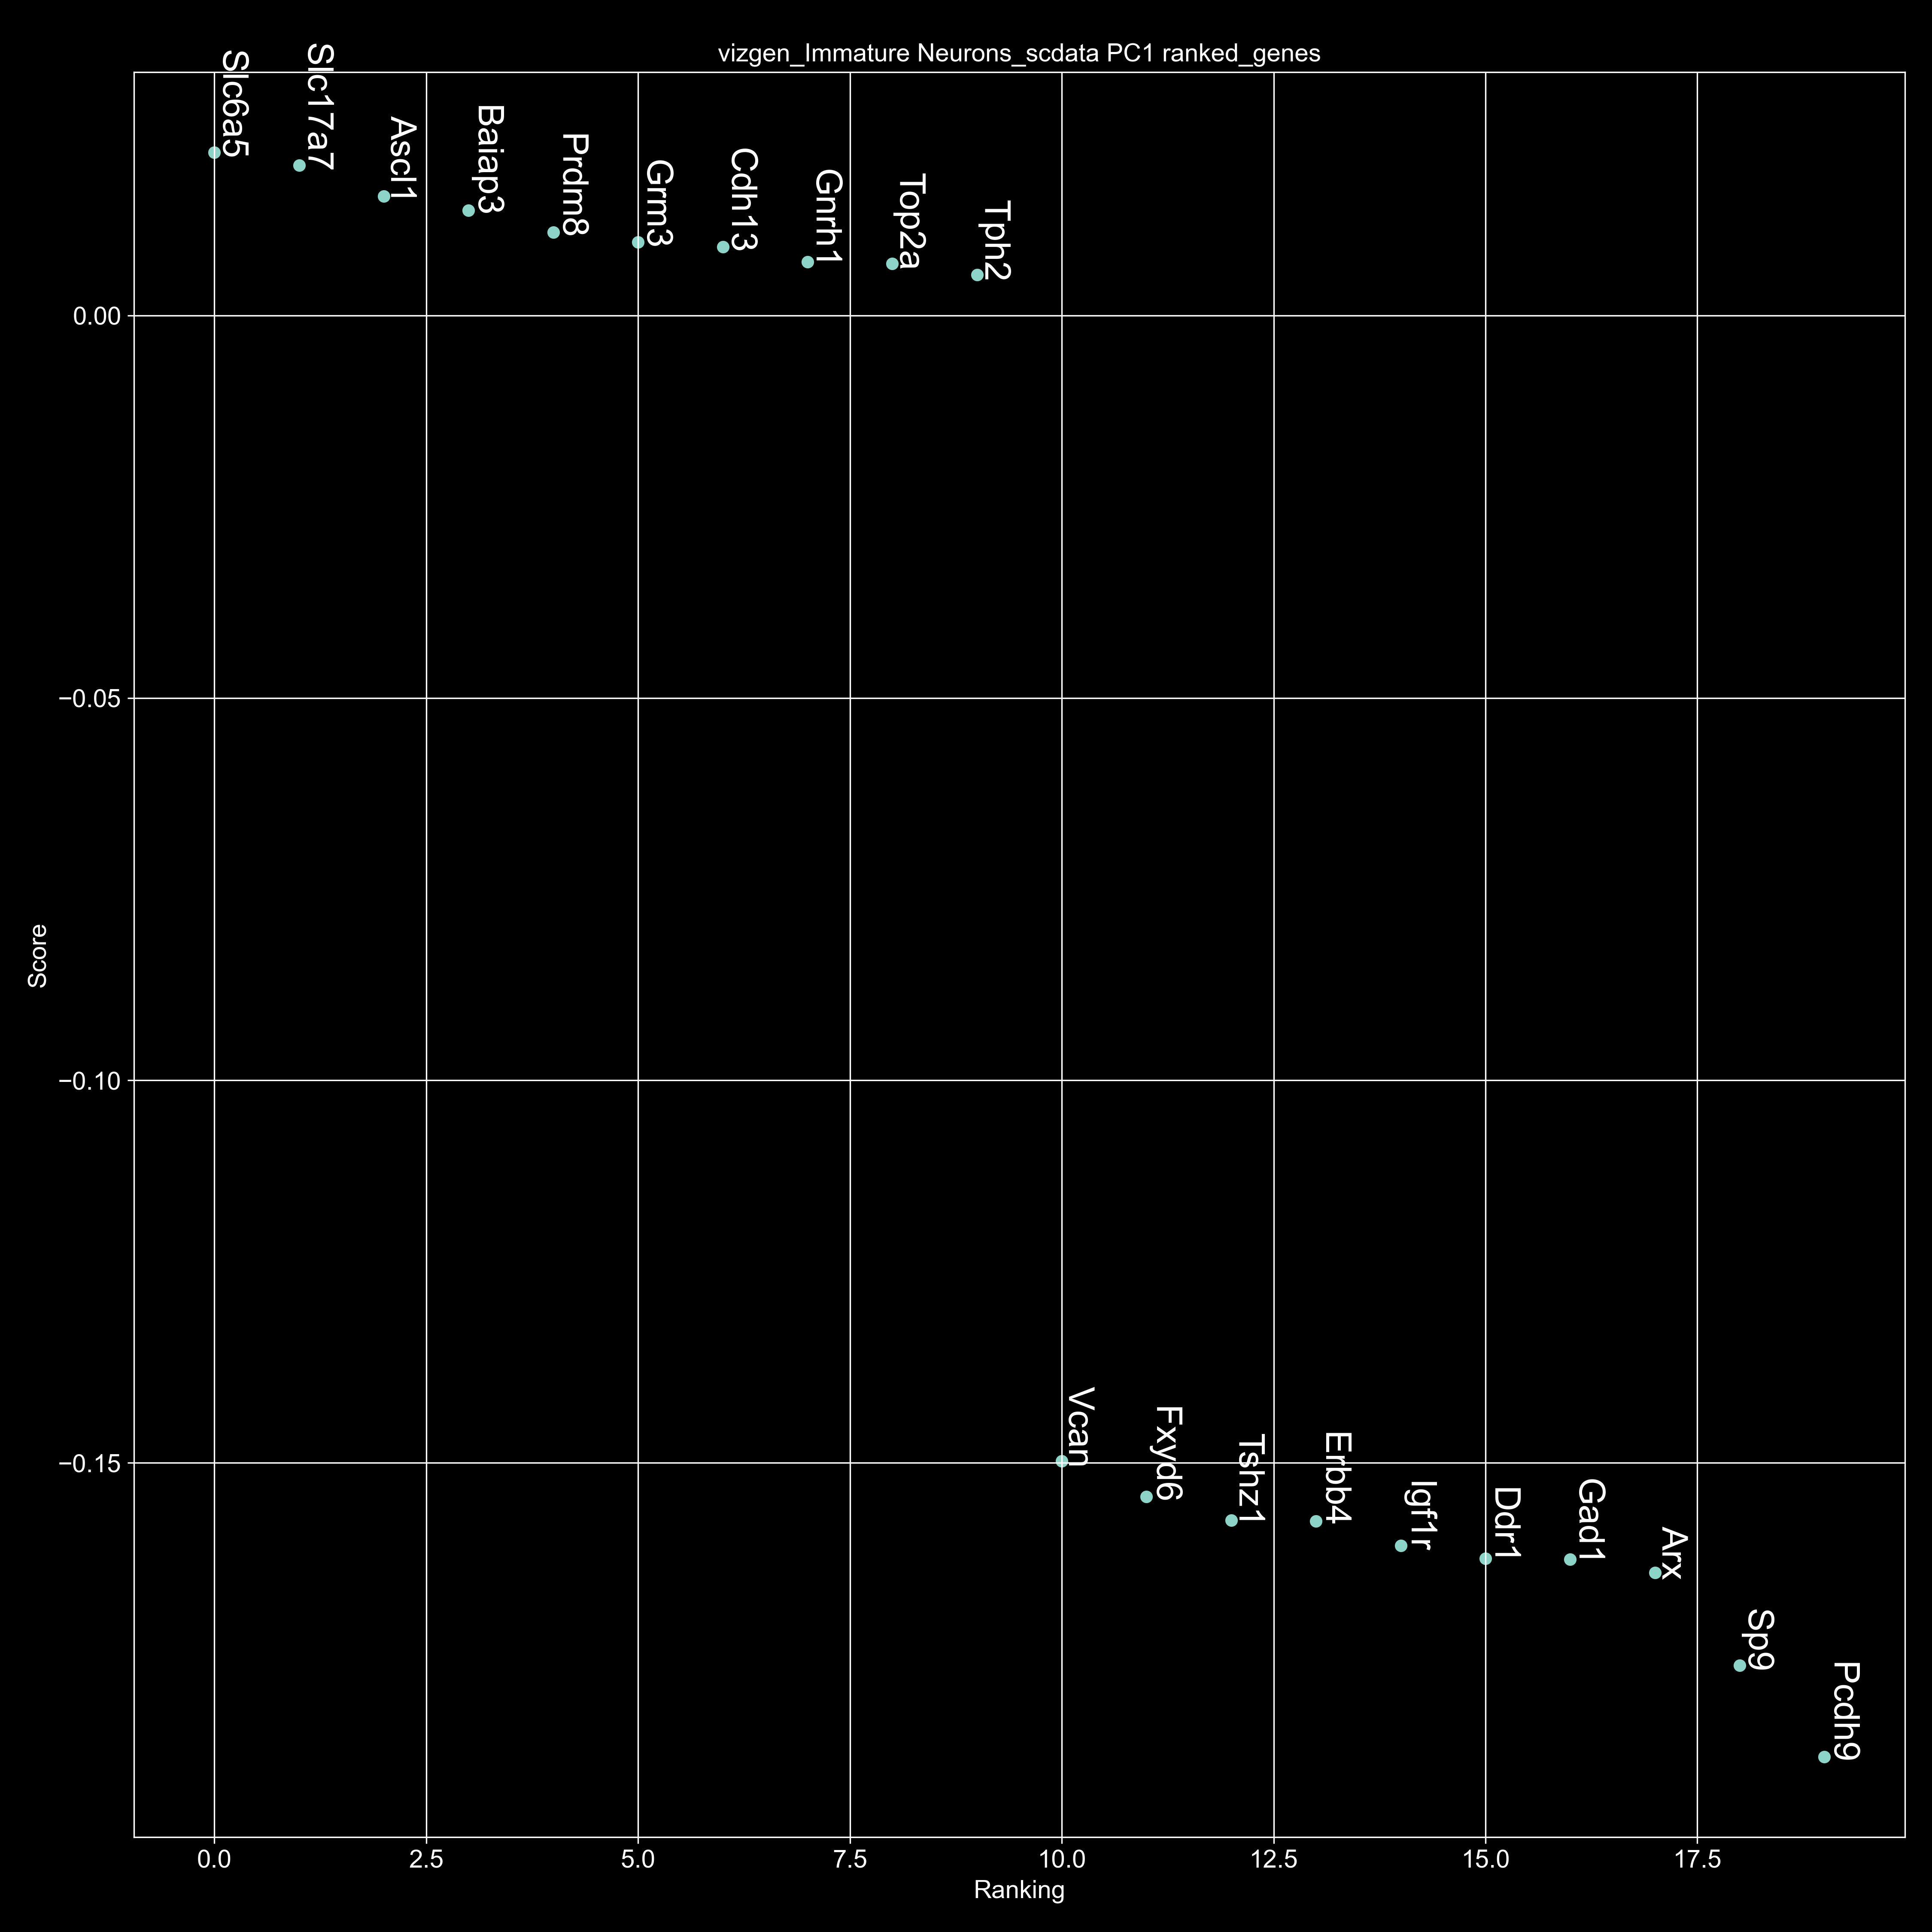 vizgen_Immature Neurons_scdata PC1 ranked_genes
Slc6a5
Slc17a7
Ascl1
Baiap3
Prdm8
Grm3
Cdh13
Gnrh1
Top2a
Tph2
Vcan
Fxyd6
Tshz1
Erbb4
Igf1r
Ddr1
Gad1
Arx
Sp9
Pcdh9
0.00
−0.05
−0.10
−0.15
Score
0.0 2.5 5.0 7.5 10.0 12.5 15.0 17.5
Ranking